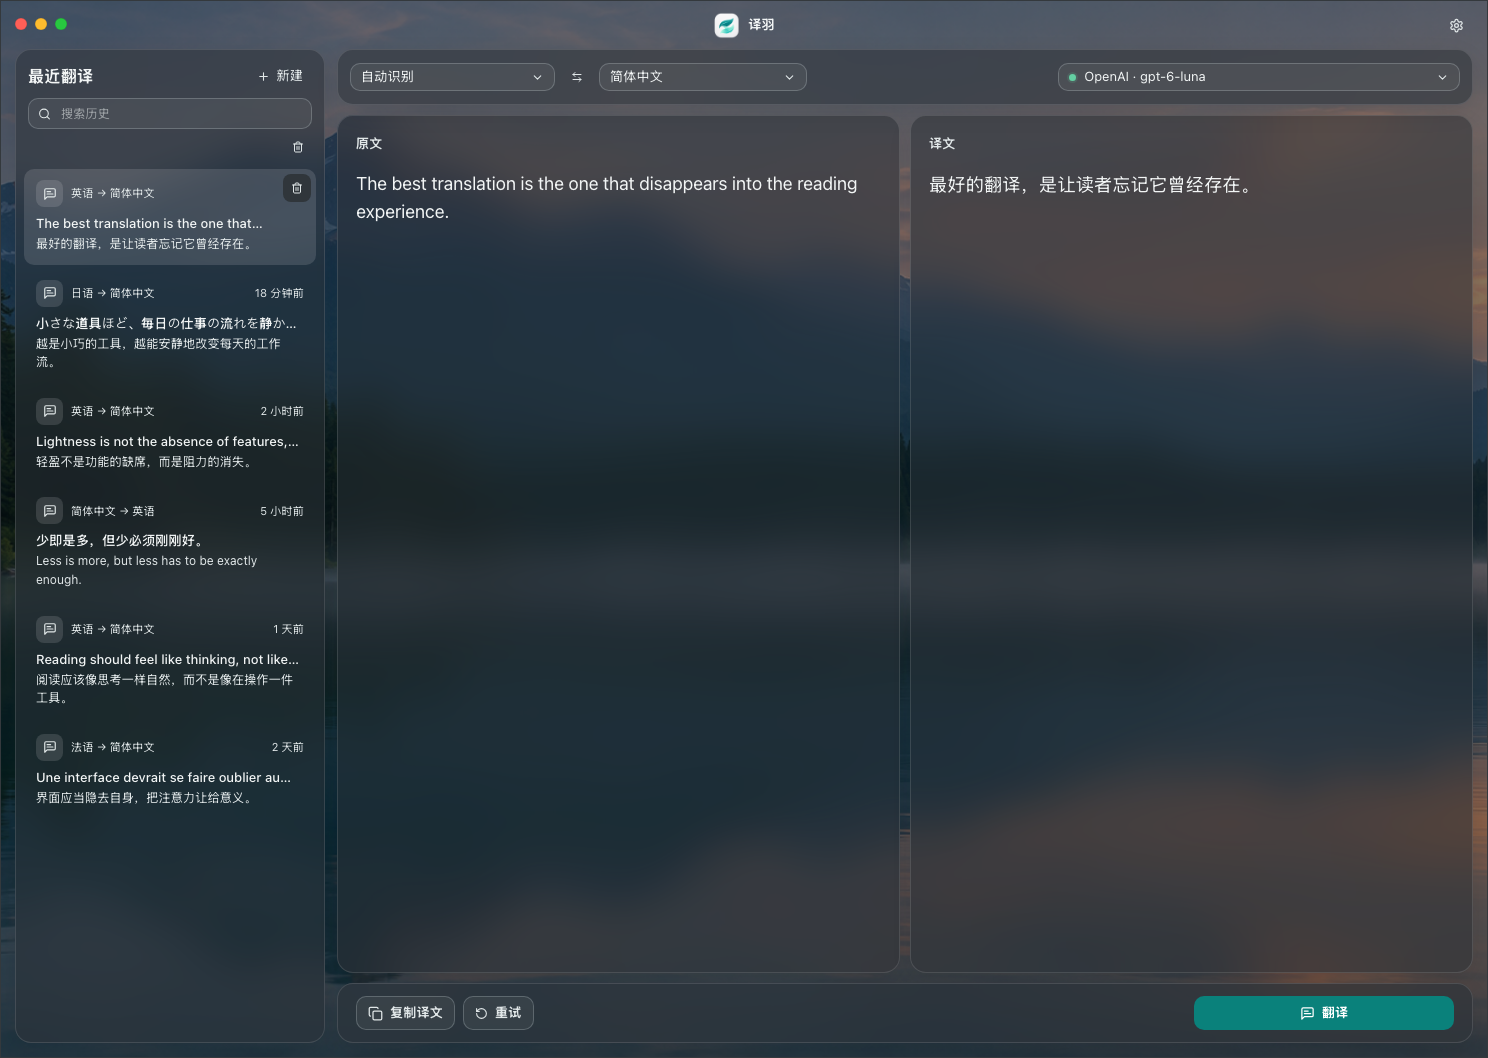 译羽
最近翻译
新建
搜索历史
英语 → 简体中文
The best translation is the one that...
最好的翻译，是让读者忘记它曾经存在。
日语 → 简体中文 18 分钟前
小さな道具ほど、毎日の仕事の流れを静か...
越是小巧的工具，越能安静地改变每天的工作
流。
英语 → 简体中文 2 小时前
Lightness is not the absence of features,...
轻盈不是功能的缺席，而是阻力的消失。
简体中文 → 英语 5 小时前
少即是多，但少必须刚刚好。
Less is more, but less has to be exactly
enough.
英语 → 简体中文 1 天前
Reading should feel like thinking, not like...
阅读应该像思考一样自然，而不是像在操作一件
工具。
法语 → 简体中文 2 天前
Une interface devrait se faire oublier au...
界面应当隐去自身，把注意力让给意义。
自动识别
简体中文
OpenAI · gpt-6-luna
原文
The best translation is the one that disappears into the reading
experience.
译文
最好的翻译，是让读者忘记它曾经存在。
复制译文
重试
翻译